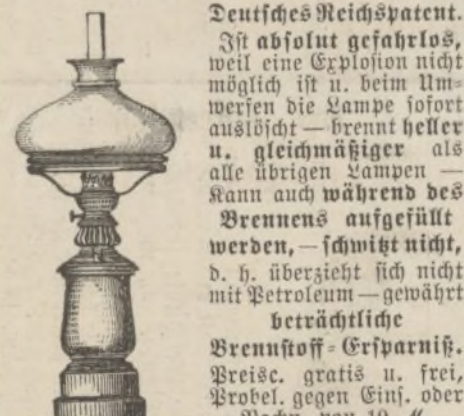 Deutsches Reichspatent.
Ist absolut gefahrlos,
weil eine Explosion nicht
möglich ist u. beim Um-
werfen die Lampe sofort
auslöscht — brennt heller
u. gleichmäßiger als
alle übrigen Lampen —
Kann auch während des
Brennens aufgefüllt
werden, — schwitzt nicht,
d. h. überzieht sich nicht
mit Petroleum — gewährt
beträchtliche
Brennstoff-Ersparniß.
Preisc. gratis u. frei,
Probel. gegen Eins. oder